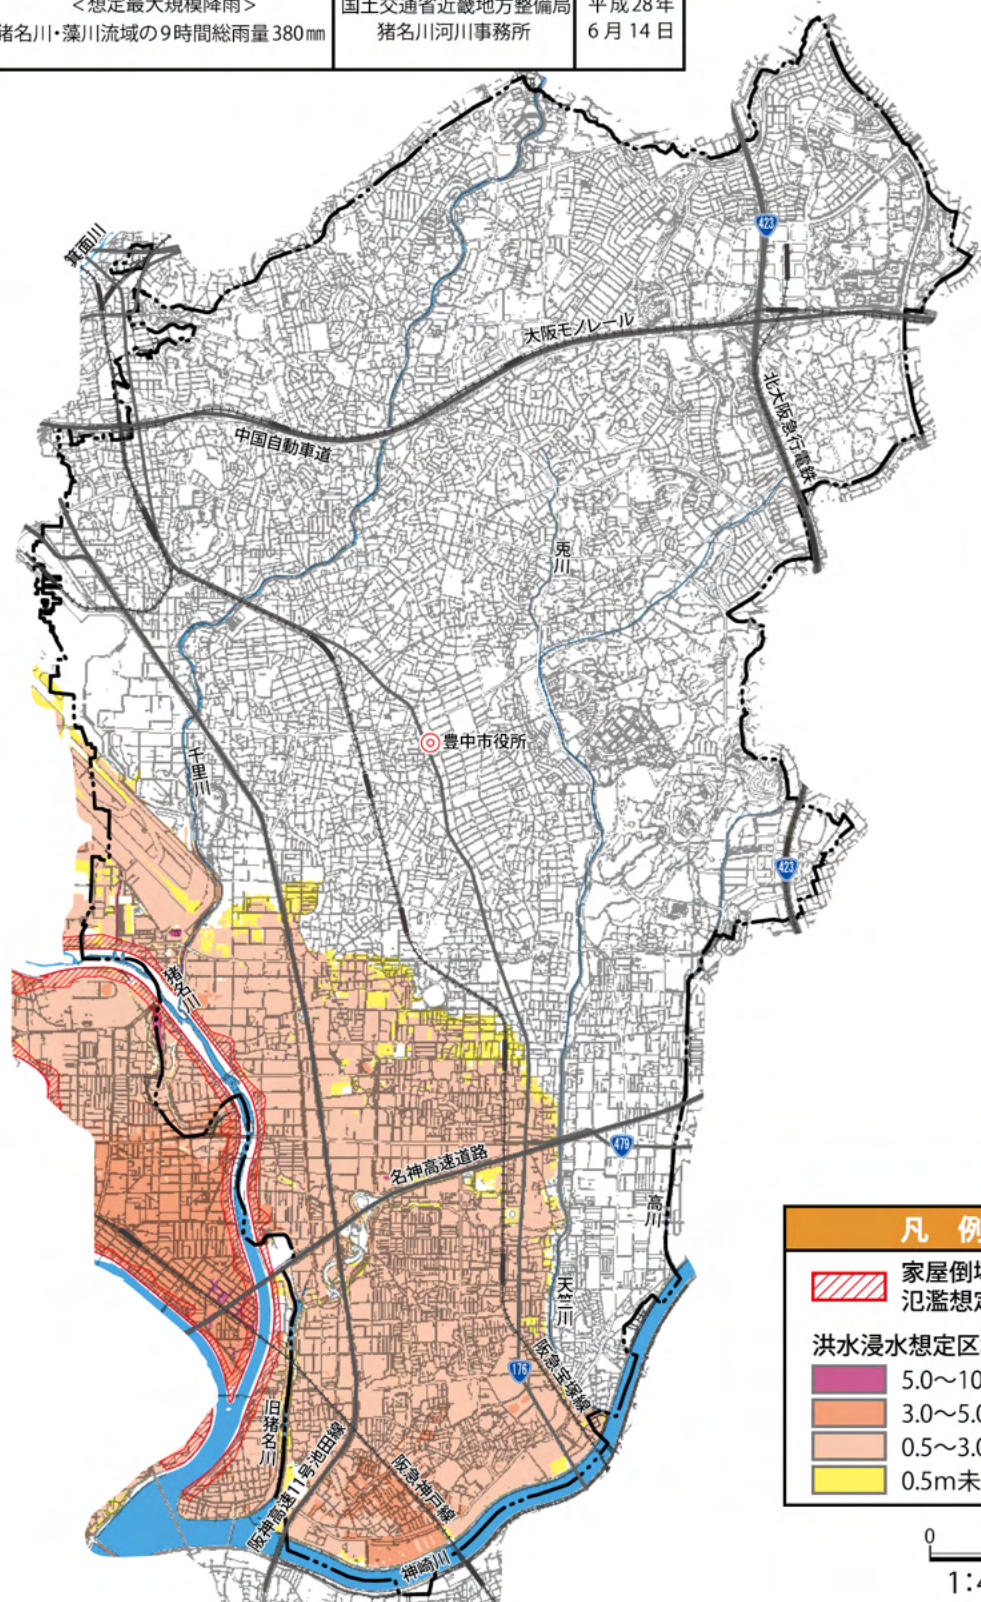 <想定最大規模降雨>
猪名川・藻川流域の9時間総雨量380㎜
国土交通省近畿地方整備局
猪名川河川事務所
平成28年
6月14日
箕面川
423
大阪モノレール
北大阪急行電鉄
中国自動車道
兎川
豊中市役所
千里川
423
猪名川
名神高速道路
479
高川
天竺川
阪急宝塚線
176
旧猪名川
阪神高速11号池田線
阪急神戸線
神崎川
凡 例
家屋倒
氾濫想定
洪水浸水想定区
5.0～10
3.0～5.0
0.5～3.0
0.5m未
0
1:4